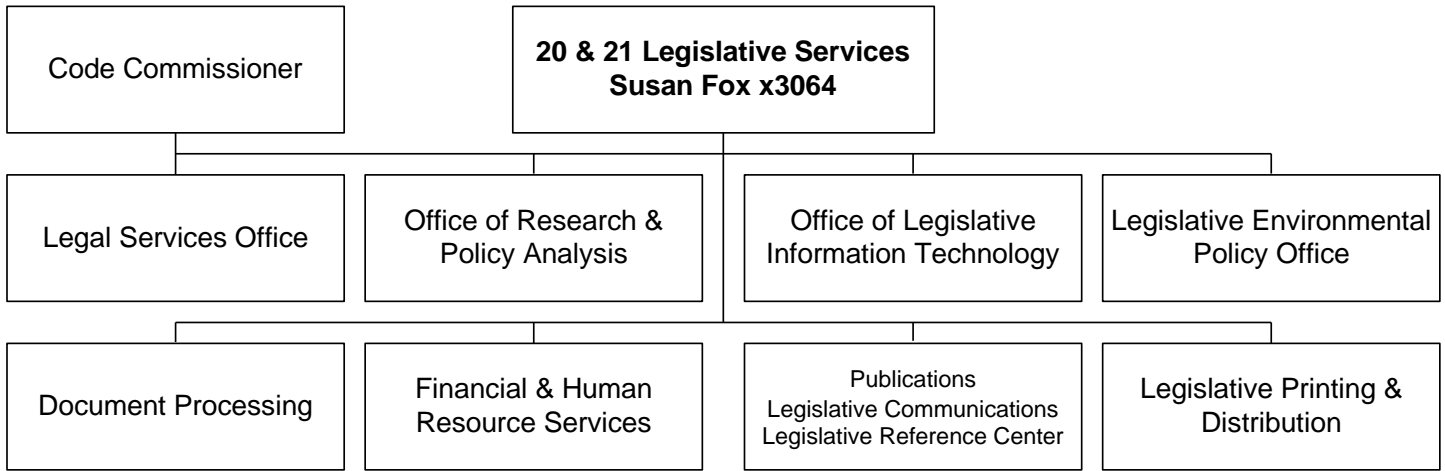 Code Commissioner
20 & 21 Legislative Services
Susan Fox x3064
Legal Services Office
Office of Research &
Policy Analysis
Office of Legislative
Information Technology
Legislative Environmental
Policy Office
Document Processing
Financial & Human
Resource Services
Publications
Legislative Communications
Legislative Reference Center
Legislative Printing &
Distribution